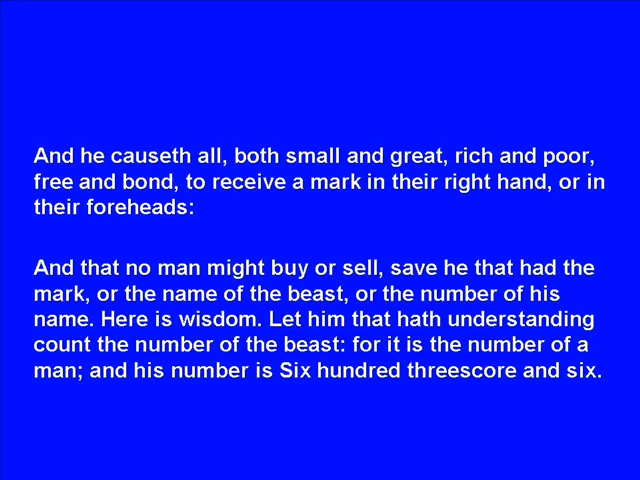 And he causeth all, both small and great, rich and poor,
free and bond, to receive a mark in their right hand, or in
their foreheads:
And that no man might buy or sell, save he that had the
mark, or the name of the beast, or the number of his
name. Here is wisdom. Let him that hath understanding
count the number of the beast: for it is the number of a
man; and his number is Six hundred threescore and six.